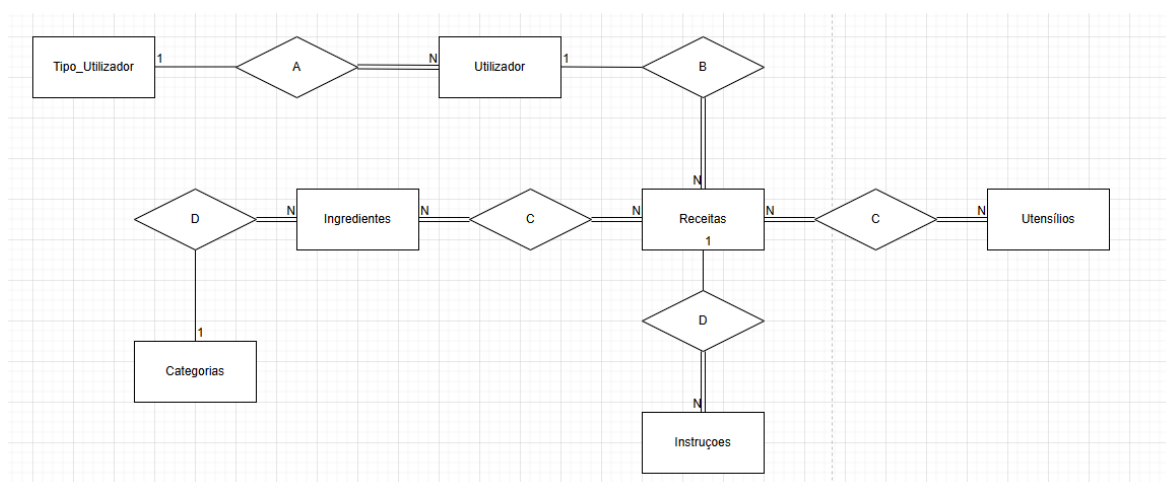 Tipo_Utilizador
1
A
N
Utilizador
1
B
N
D
N
Ingredientes
N
C
N
Receitas
N
C
N
Utensílios
1
1
D
Categorias
N
Instruçoes